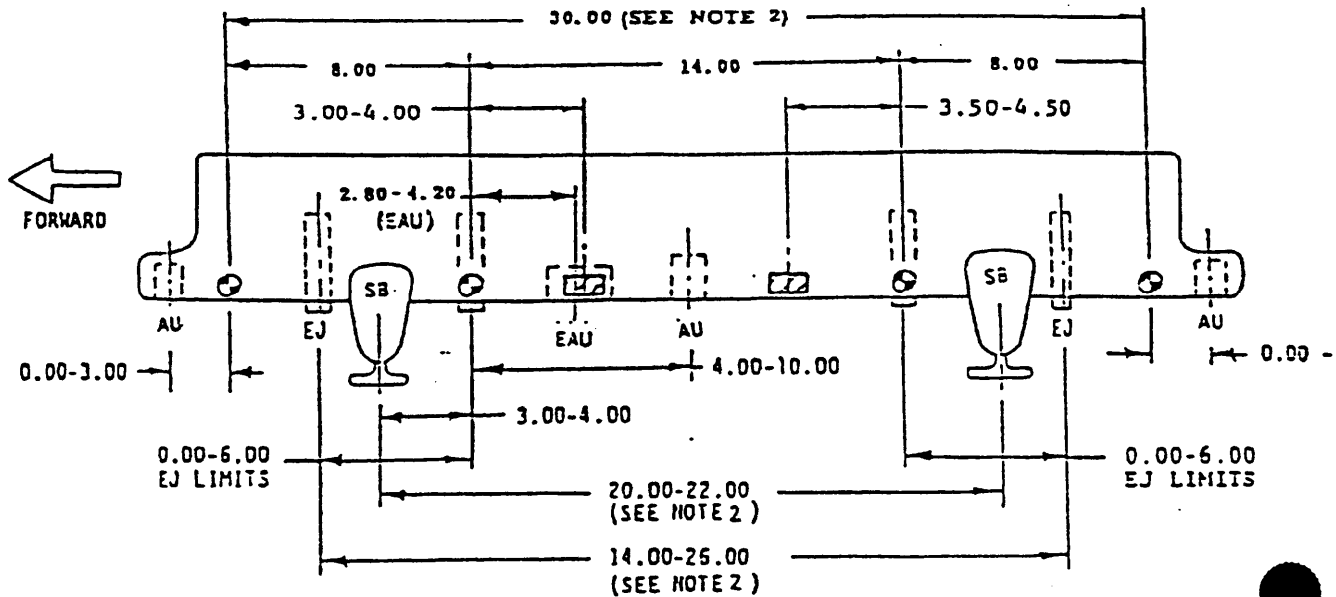 30.00 (SEE NOTE 2)
8.00
14.00
8.00
3.00-4.00
3.50-4.50
FORWARD
2.80-4.20
(EAU)
SB
SB
AU
EJ
EAU
AU
EJ
AU
0.00-3.00
4.00-10.00
0.00 -
3.00-4.00
0.00-6.00
EJ LIMITS
0.00-6.00
EJ LIMITS
20.00-22.00
(SEE NOTE 2)
14.00-26.00
(SEE NOTE 2)